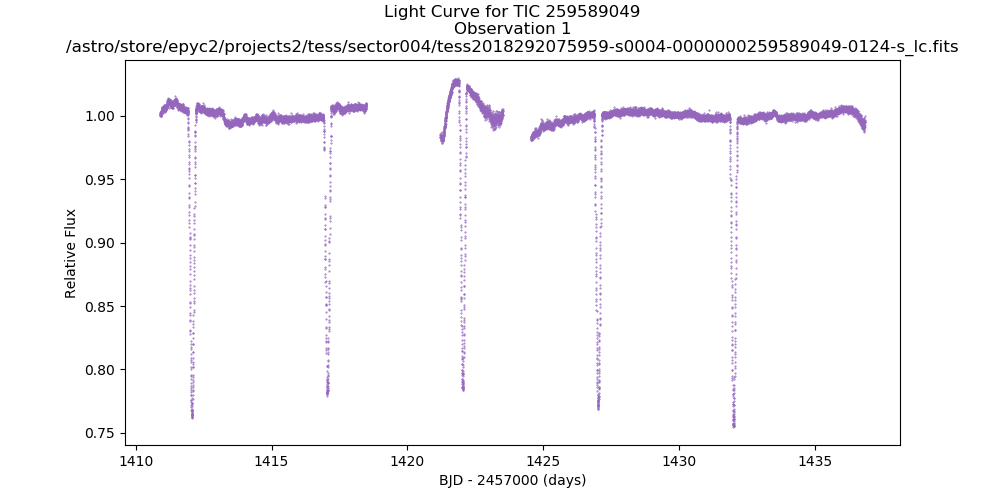 Light Curve for TIC 259589049
Observation 1
/astro/store/epyc2/projects2/tess/sector004/tess2018292075959-s0004-0000000259589049-0124-s_lc.fits
1.00
0.95
0.90
0.85
0.80
0.75
Relative Flux
1410
1415
1420
1425
1430
1435
BJD - 2457000 (days)